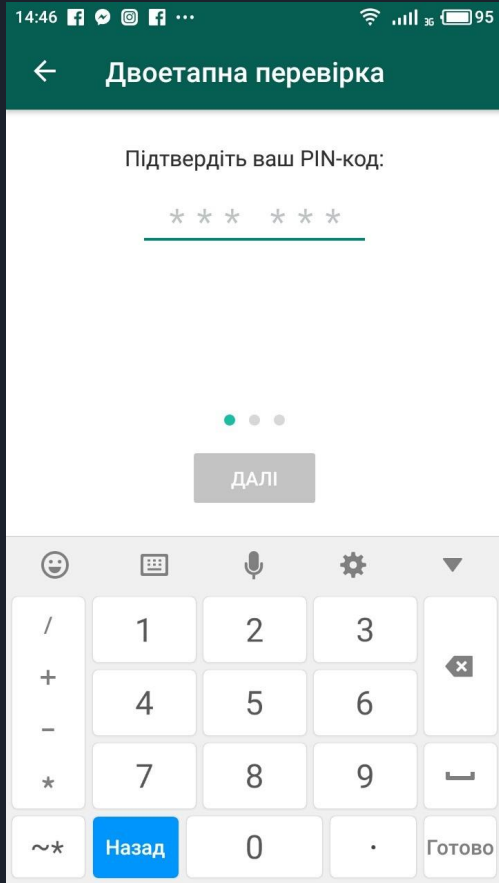 14:46 ... 3G 95
Двоетапна перевірка
Підтвердіть ваш PIN-код:
*** ***
ДАЛІ
/ 1 2 3
+
4 5 6
-
* 7 8 9
~* Назад 0 . Готово